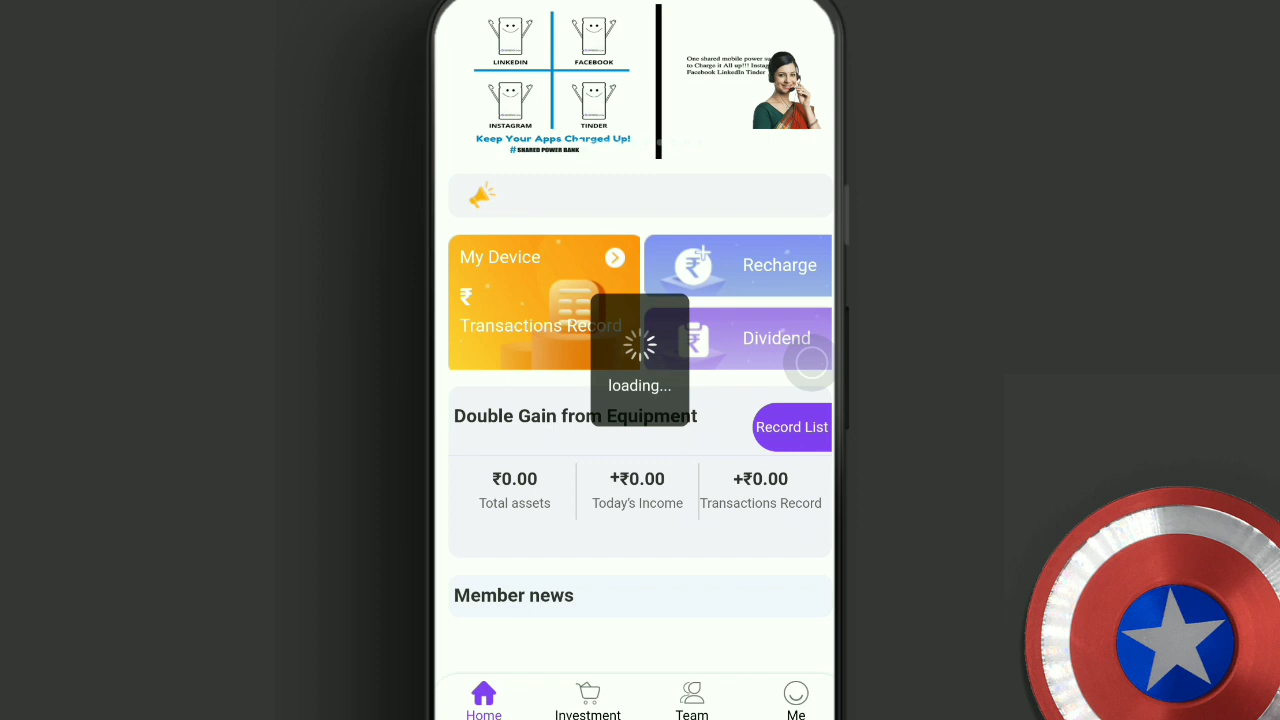 LINKEDIN
FACEBOOK
INSTAGRAM
TINDER
Keep Your Apps Charged Up!
# SHARED POWER BANK
One shared mobile power su
to Charge it All up!!! Instag
Facebook LinkedIn Tinder
My Device
₹
Transactions Record
Recharge
Dividend
loading...
Double Gain from Equipment
Record List
₹0.00
+₹0.00
+₹0.00
Total assets
Today's Income
Transactions Record
Member news
Home
Investment
Team
Me